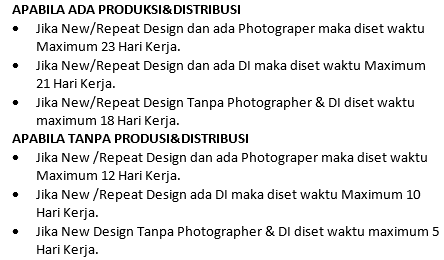 APABILA ADA PRODUKSI&DISTRIBUSI
• Jika New/Repeat Design dan ada Photograper maka diset waktu
Maximum 23 Hari Kerja.
• Jika New/Repeat Design dan ada DI maka diset waktu Maximum
21 Hari Kerja.
• Jika New/Repeat Design Tanpa Photographer & DI diset waktu
maximum 18 Hari Kerja.
APABILA TANPA PRODUSI&DISTRIBUSI
• Jika New /Repeat Design dan ada Photograper maka diset waktu
Maximum 12 Hari Kerja.
• Jika New /Repeat Design ada DI maka diset waktu Maximum 10
Hari Kerja.
• Jika New Design Tanpa Photographer & DI diset waktu maximum 5
Hari Kerja.